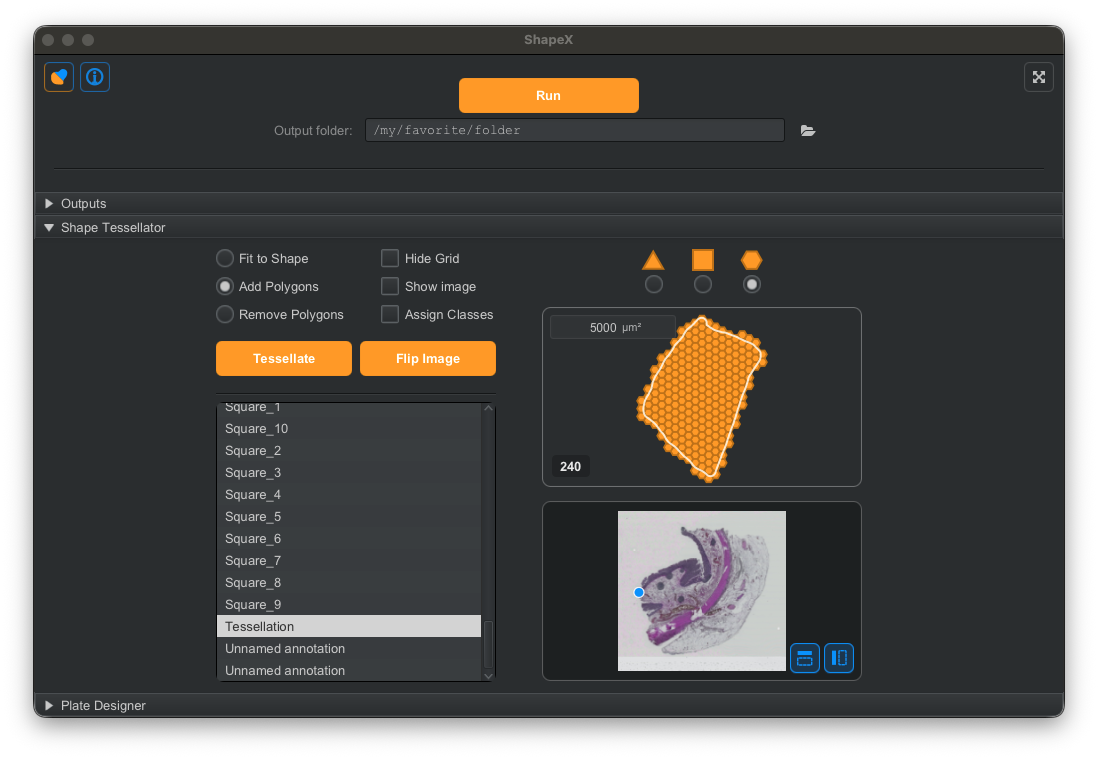 ShapeX
Run
Output folder: /my/favorite/folder
Outputs
Shape Tessellator
Fit to Shape
Hide Grid
Add Polygons
Show image
Remove Polygons
Assign Classes
Tessellate
Flip Image
Square_1
Square_10
Square_2
Square_3
Square_4
Square_5
Square_6
Square_7
Square_8
Square_9
Tessellation
Unnamed annotation
Unnamed annotation
5000 µm²
240
Plate Designer